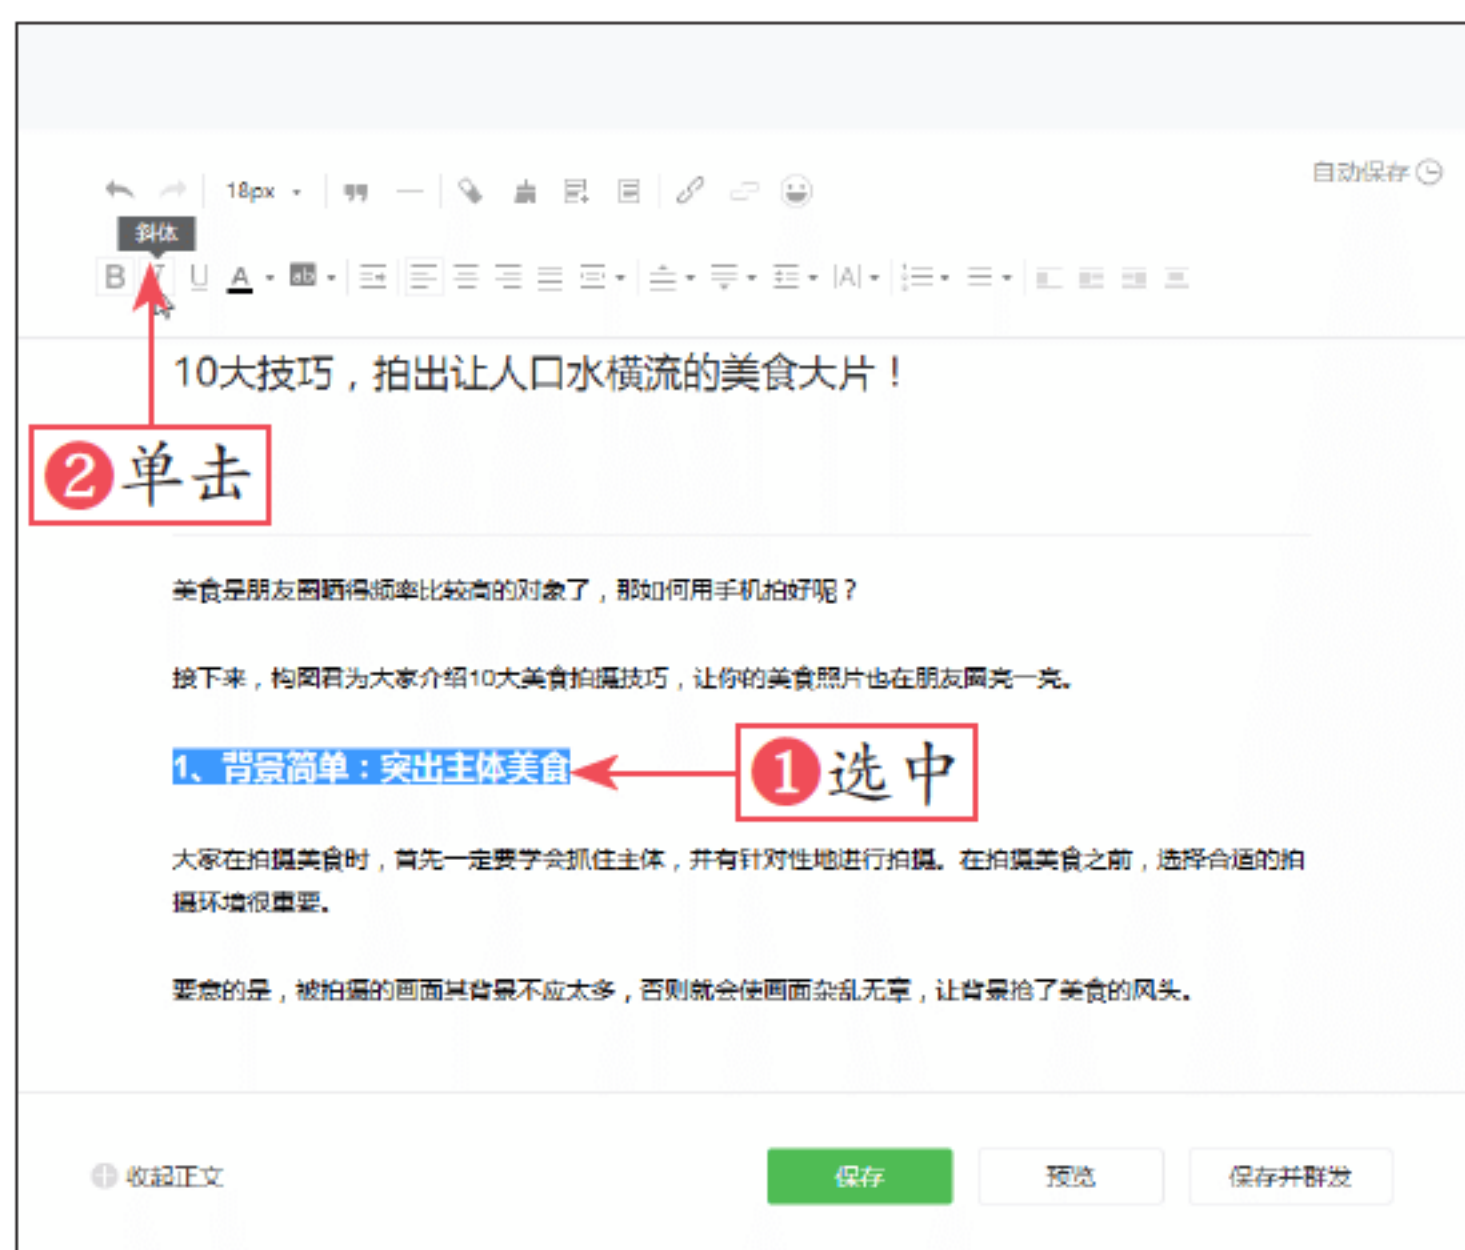 自动保存
18px
斜体
B I U A ab |A|
10大技巧，拍出让人口水横流的美食大片！
❷单击
美食是朋友圈晒得频率比较高的对象了，那如何用手机拍好呢？
接下来，构图君为大家介绍10大美食拍摄技巧，让你的美食照片也在朋友圈亮一亮。
1、背景简单：突出主体美食
❶选中
大家在拍摄美食时，首先一定要学会抓住主体，并有针对性地进行拍摄。在拍摄美食之前，选择合适的拍
摄环境很重要。
要意的是，被拍摄的画面其背景不应太多，否则就会使画面杂乱无章，让背景抢了美食的风头。
收起正文
保存
预览
保存并群发